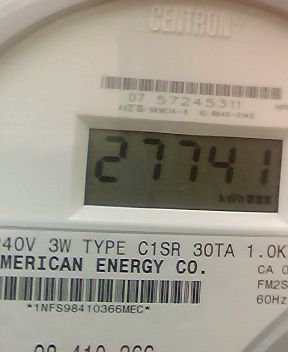 CENTRON®
07 57245311
27741
kWh
240V 3W TYPE C1SR 30TA 1.0K
MERICAN ENERGY CO.
CA 0
FM2S
60Hz
*1NFS98410366MEC*